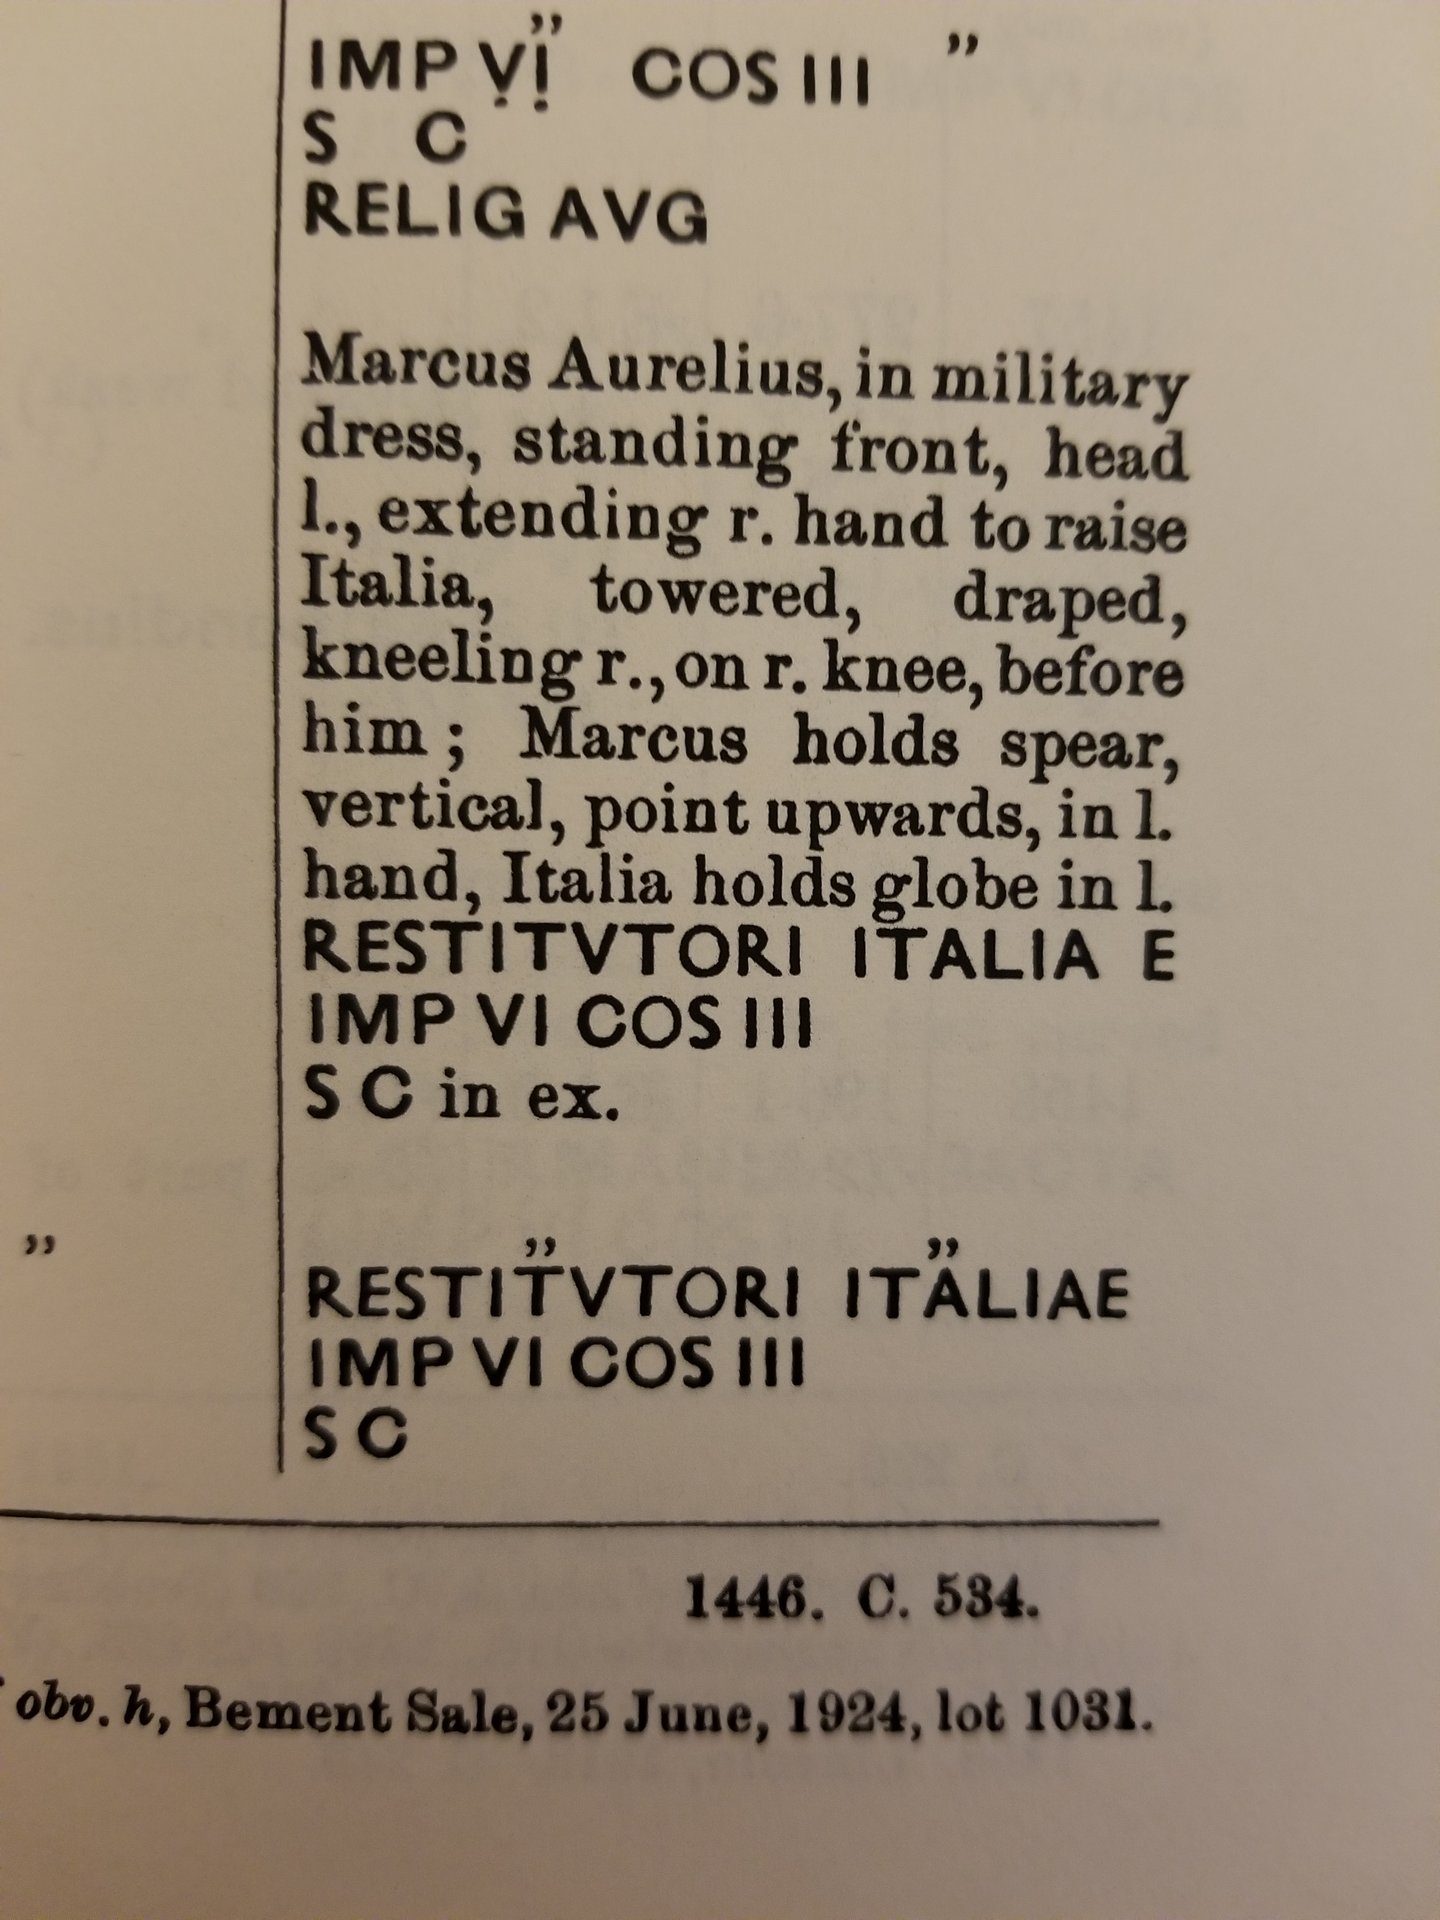 ”
IMP ṾỊ COS III ”
S C
RELIG AVG
Marcus Aurelius, in military
dress, standing front, head
l., extending r. hand to raise
Italia, towered, draped,
kneeling r., on r. knee, before
him ; Marcus holds spear,
vertical, point upwards, in l.
hand, Italia holds globe in l.
RESTITVTORI ITALIA E
IMP VI COS III
S C in ex.
” ” ”
RESTITVTORI ITALIAE
IMP VI COS III
S C
1446. C. 534.
obv. h, Bement Sale, 25 June, 1924, lot 1031.